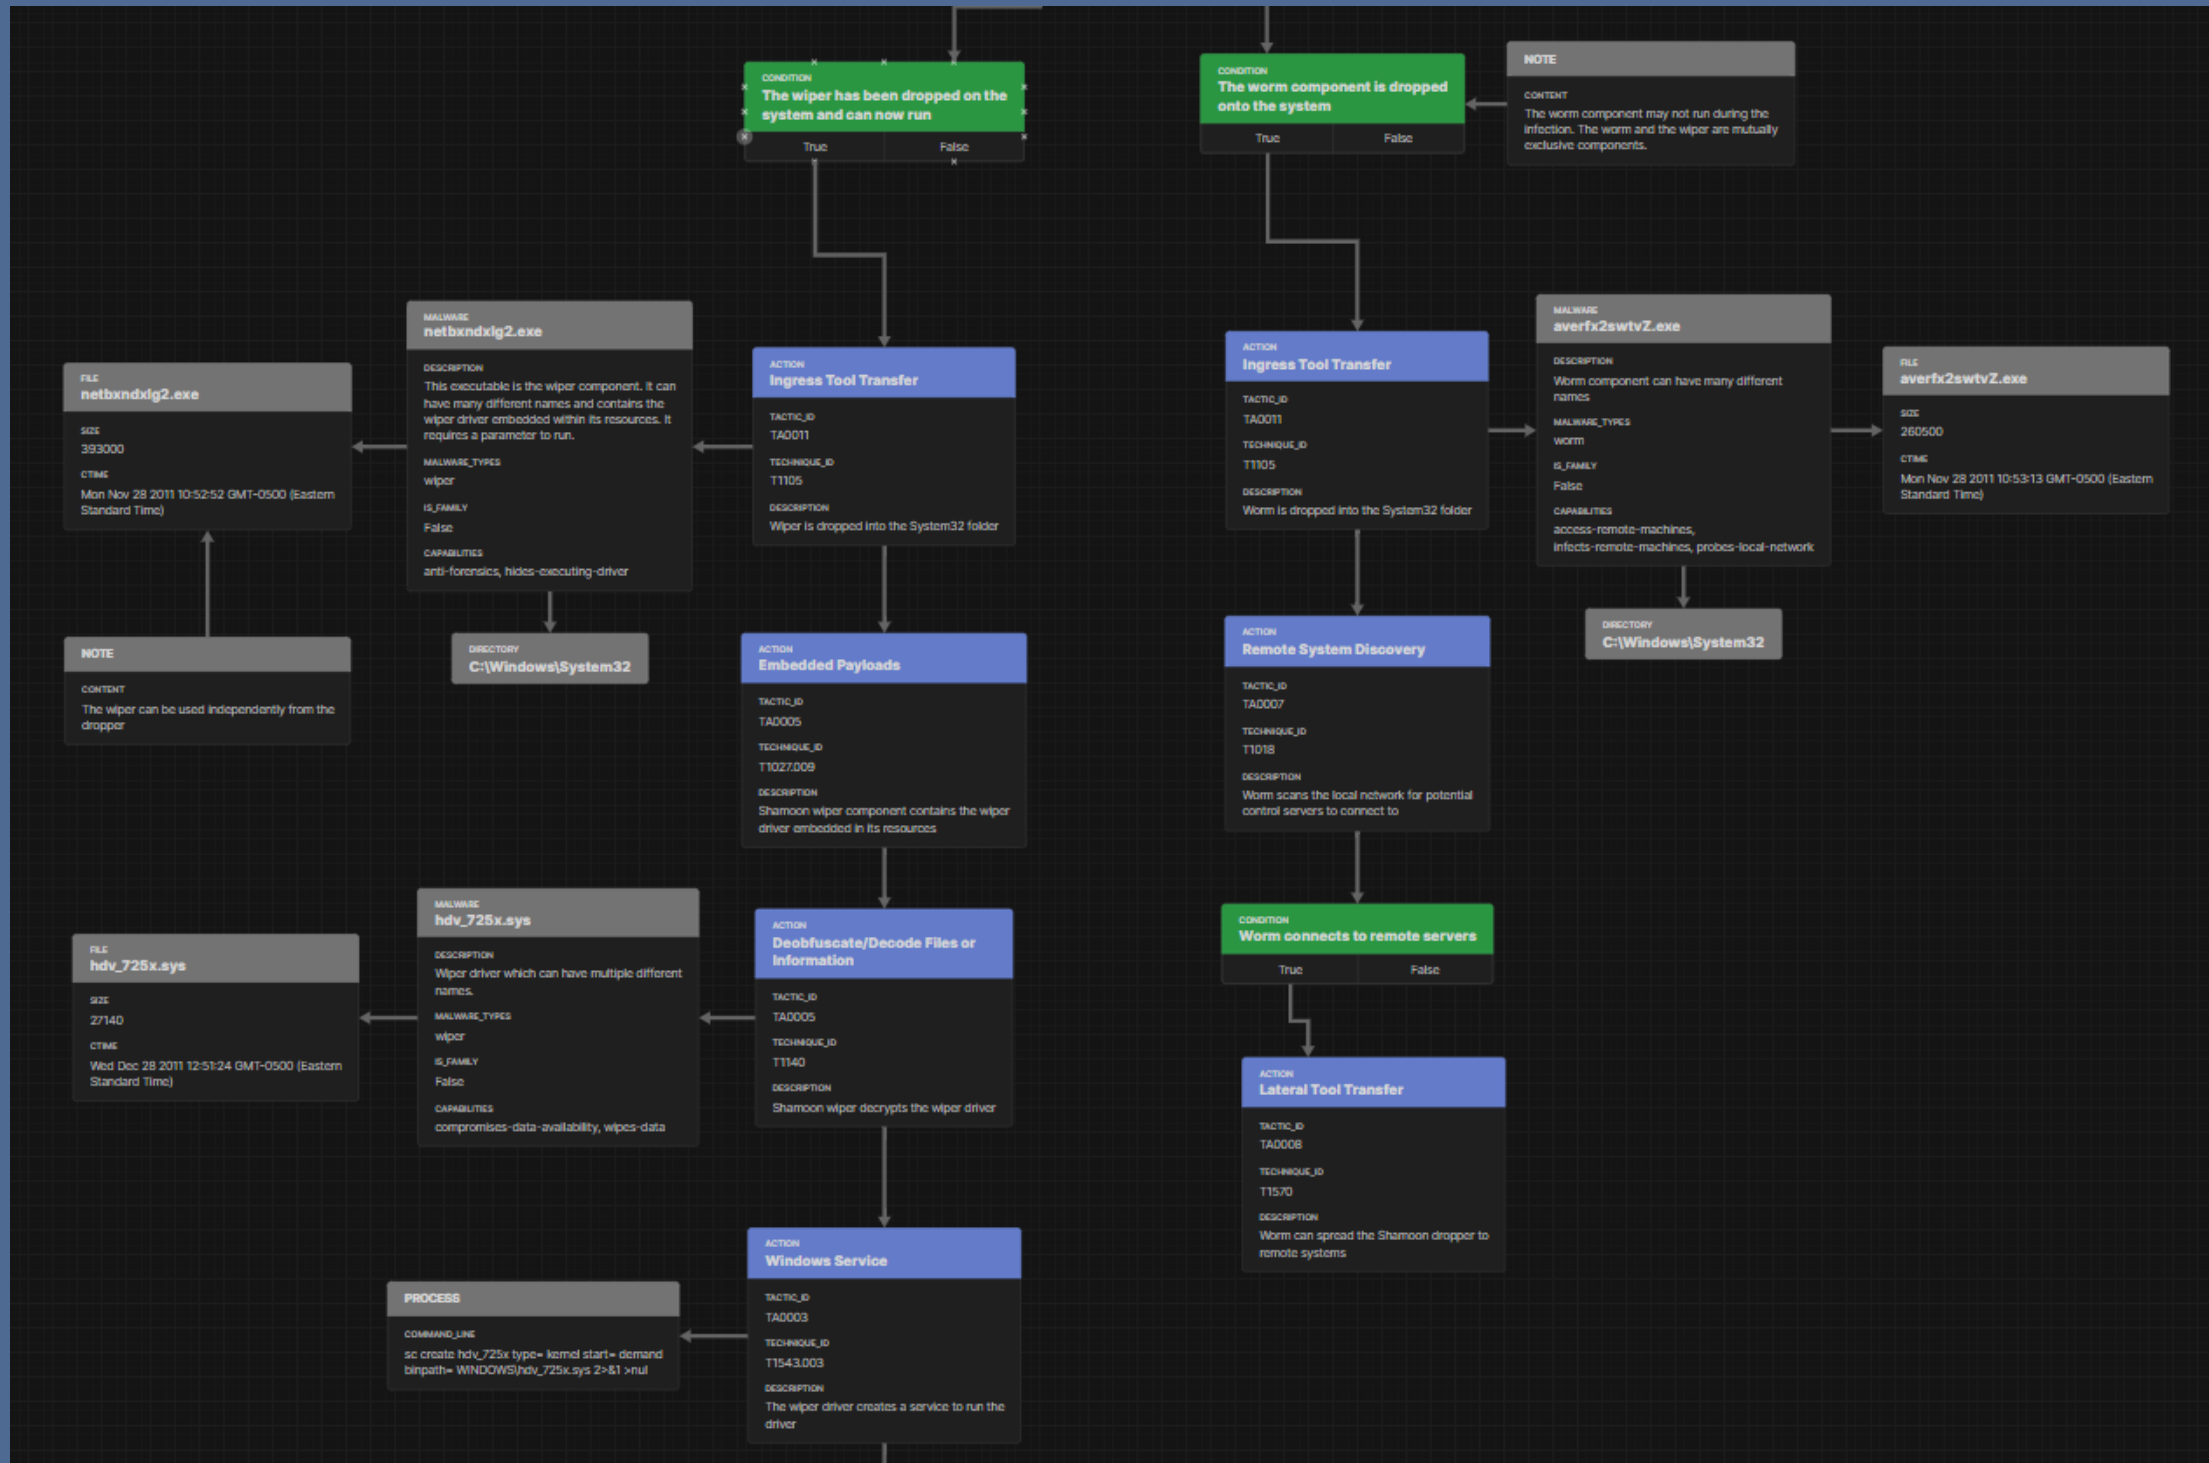 CONDITION
The wiper has been dropped on the
system and can now run
True False
CONDITION
The worm component is dropped
onto the system
True False
NOTE
CONTENT
The worm component may not run during the
infection. The worm and the wiper are mutually
exclusive components.
FILE
netbxndxlg2.exe
SIZE
393000
CTIME
Mon Nov 28 2011 10:52:52 GMT-0500 (Eastern
Standard Time)
MALWARE
netbxndxlg2.exe
DESCRIPTION
This executable is the wiper component. It can
have many different names and contains the
wiper driver embedded within its resources. It
requires a parameter to run.
MALWARE_TYPES
wiper
IS_FAMILY
False
CAPABILITIES
anti-forensics, hides-executing-driver
ACTION
Ingress Tool Transfer
TACTIC_ID
TA0011
TECHNIQUE_ID
T1105
DESCRIPTION
Wiper is dropped into the System32 folder
ACTION
Ingress Tool Transfer
TACTIC_ID
TA0011
TECHNIQUE_ID
T1105
DESCRIPTION
Worm is dropped into the System32 folder
MALWARE
averfx2swtvZ.exe
DESCRIPTION
Worm component can have many different
names
MALWARE_TYPES
worm
IS_FAMILY
False
CAPABILITIES
access-remote-machines,
infects-remote-machines, probes-local-network
FILE
averfx2swtvZ.exe
SIZE
260500
CTIME
Mon Nov 28 2011 10:53:13 GMT-0500 (Eastern
Standard Time)
NOTE
CONTENT
The wiper can be used independently from the
dropper
DIRECTORY
C:\Windows\System32
ACTION
Embedded Payloads
TACTIC_ID
TA0005
TECHNIQUE_ID
T1027.009
DESCRIPTION
Shamoon wiper component contains the wiper
driver embedded in its resources
ACTION
Remote System Discovery
TACTIC_ID
TA0007
TECHNIQUE_ID
T1018
DESCRIPTION
Worm scans the local network for potential
control servers to connect to
DIRECTORY
C:\Windows\System32
FILE
hdv_725x.sys
SIZE
27140
CTIME
Wed Dec 28 2011 12:51:24 GMT-0500 (Eastern
Standard Time)
MALWARE
hdv_725x.sys
DESCRIPTION
Wiper driver which can have multiple different
names.
MALWARE_TYPES
wiper
IS_FAMILY
False
CAPABILITIES
compromises-data-availability, wipes-data
ACTION
Deobfuscate/Decode Files or
Information
TACTIC_ID
TA0005
TECHNIQUE_ID
T1140
DESCRIPTION
Shamoon wiper decrypts the wiper driver
CONDITION
Worm connects to remote servers
True False
ACTION
Lateral Tool Transfer
TACTIC_ID
TA0008
TECHNIQUE_ID
T1570
DESCRIPTION
Worm can spread the Shamoon dropper to
remote systems
PROCESS
COMMAND_LINE
sc create hdv_725x type= kernel start= demand
binpath= WINDOWS\hdv_725x.sys 2>&1 >nul
ACTION
Windows Service
TACTIC_ID
TA0003
TECHNIQUE_ID
T1543.003
DESCRIPTION
The wiper driver creates a service to run the
driver